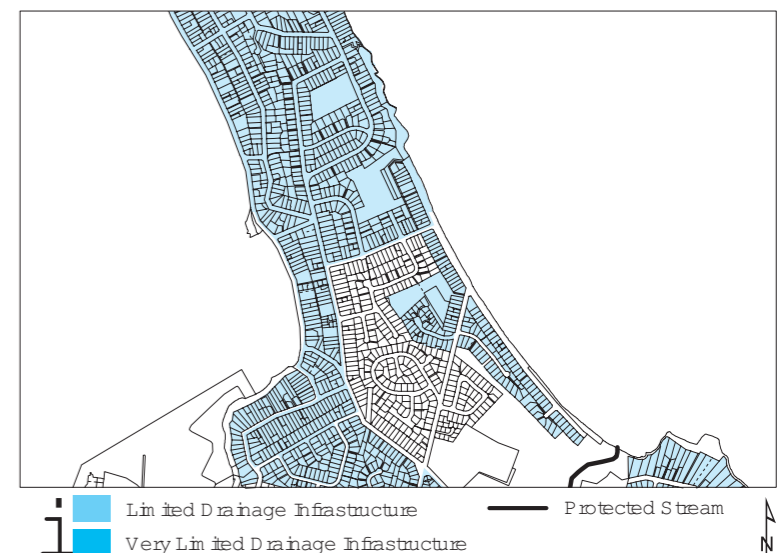 i
Limited Drainage Infrastructure
Protected Stream
Very Limited Drainage Infrastructure
N